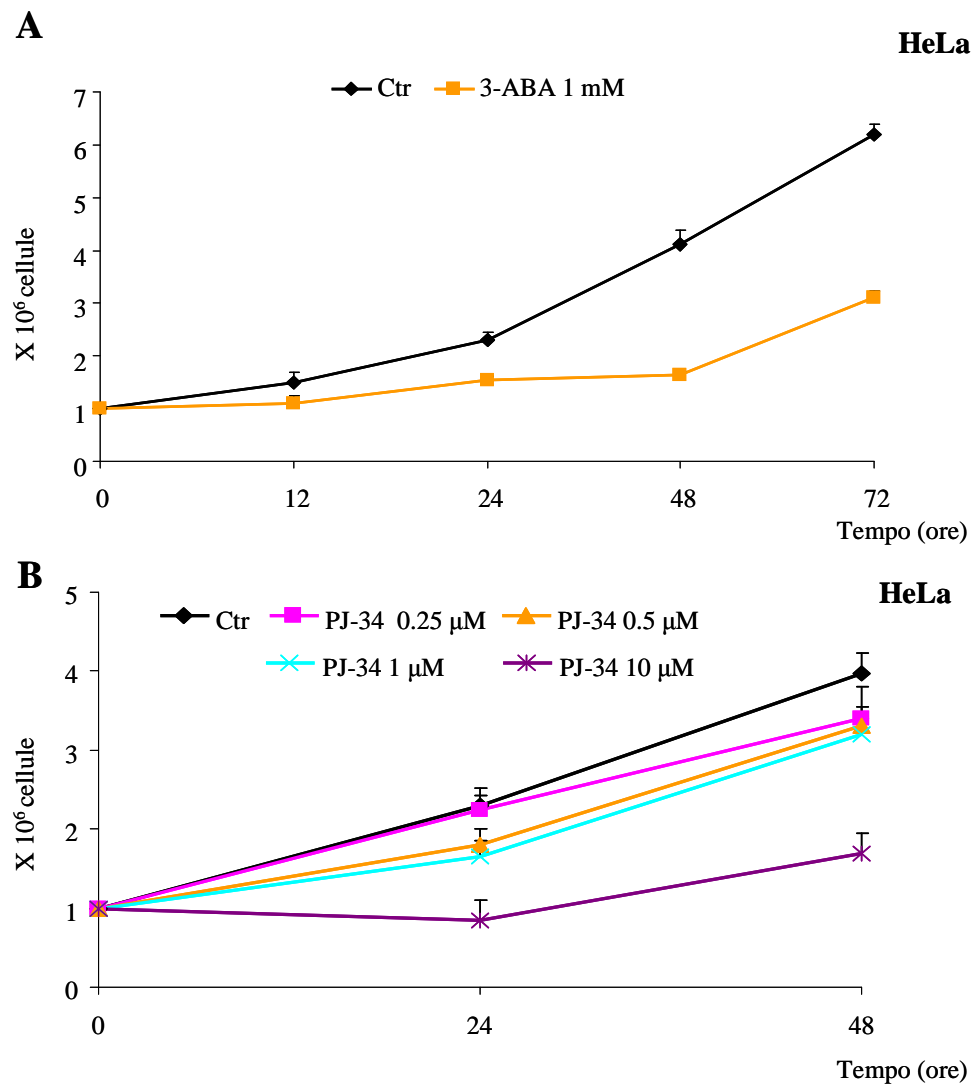 A
HeLa
Ctr 3-ABA 1 mM
7
6
5
4
3
2
1
0
X 10⁶ cellule
0 12 24 48 72
Tempo (ore)
B
HeLa
Ctr PJ-34 0.25 µM PJ-34 0.5 µM
PJ-34 1 µM PJ-34 10 µM
5
4
3
2
1
0
X 10⁶ cellule
0 24 48
Tempo (ore)